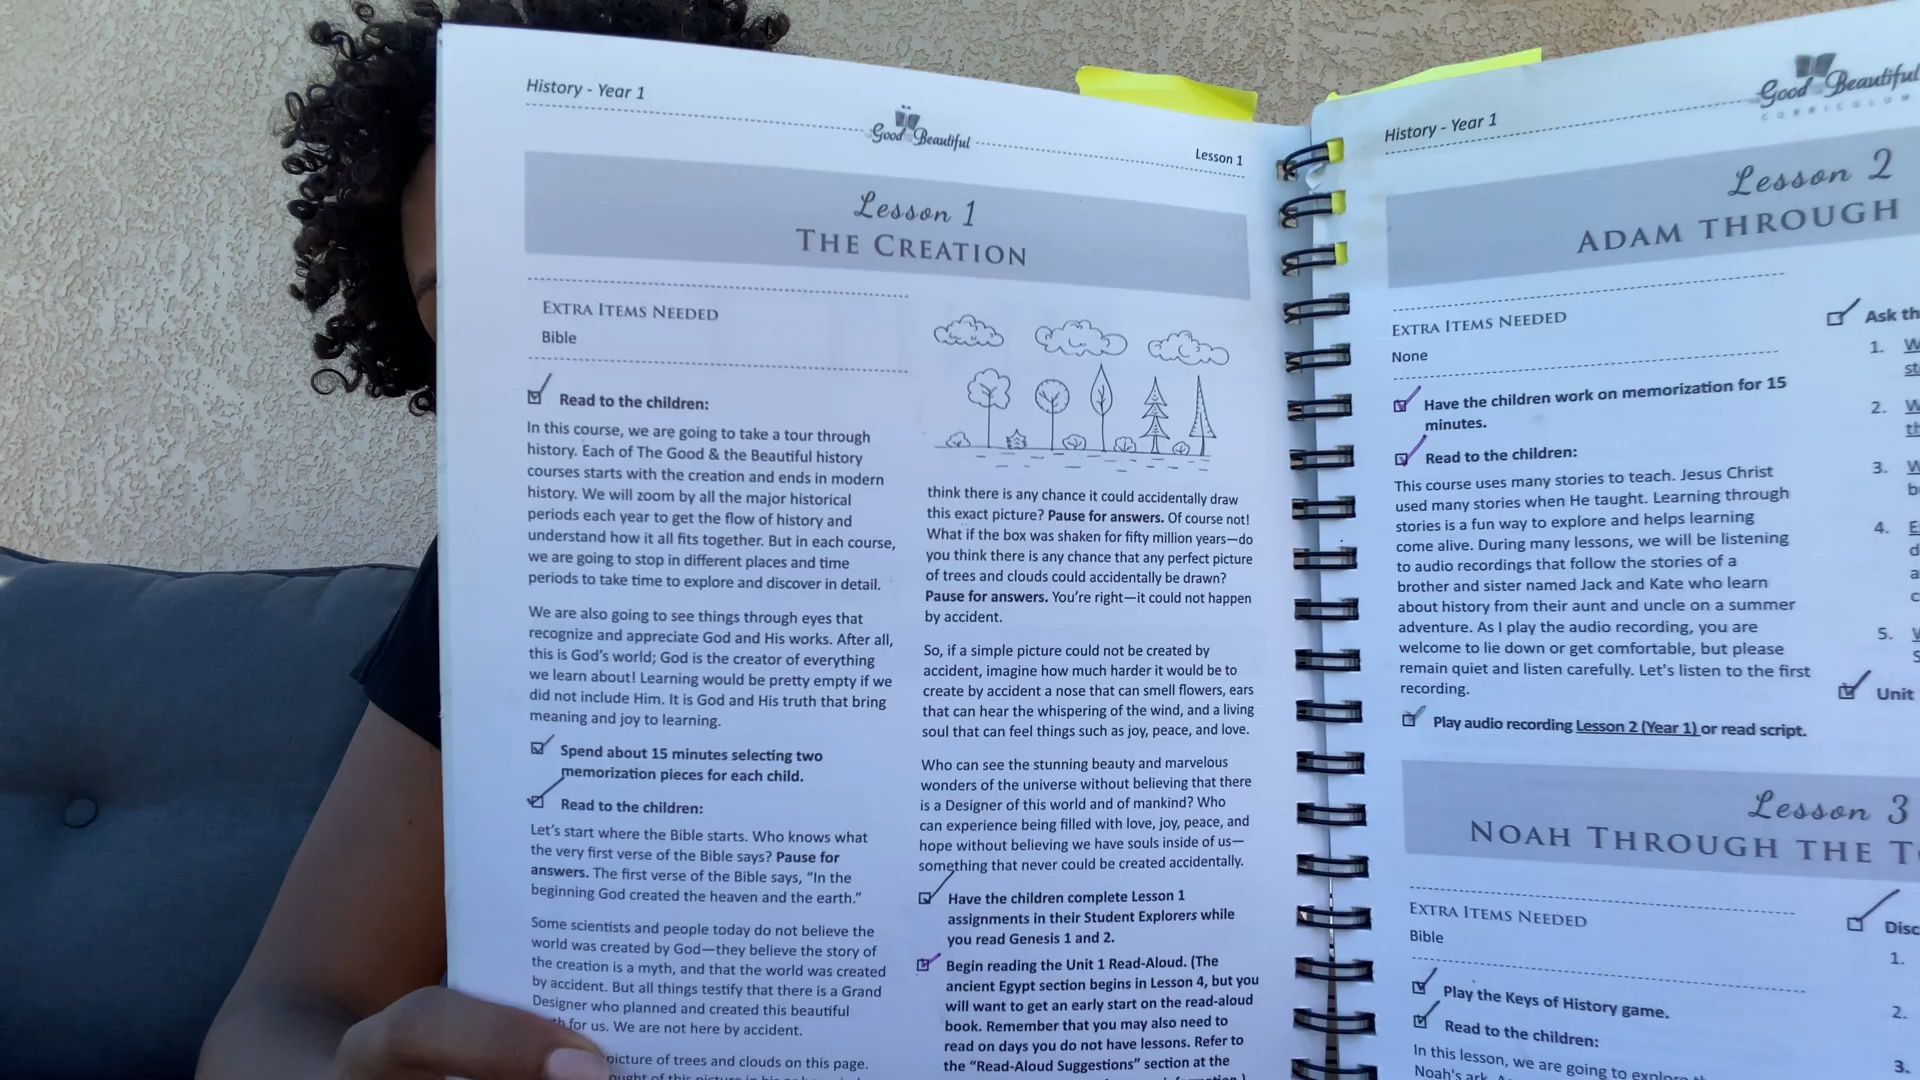 History - Year 1
Good Beautiful
Lesson 1
Lesson 1
THE CREATION
EXTRA ITEMS NEEDED
Bible
Read to the children:
In this course, we are going to take a tour through
history. Each of The Good & the Beautiful history
courses starts with the creation and ends in modern
history. We will zoom by all the major historical
periods each year to get the flow of history and
understand how it all fits together. But in each course,
we are going to stop in different places and time
periods to take time to explore and discover in detail.
We are also going to see things through eyes that
recognize and appreciate God and His works. After all,
this is God's world; God is the creator of everything
we learn about! Learning would be pretty empty if we
did not include Him. It is God and His truth that bring
meaning and joy to learning.
Spend about 15 minutes selecting two
memorization pieces for each child.
Read to the children:
Let's start where the Bible starts. Who knows what
the very first verse of the Bible says? Pause for
answers. The first verse of the Bible says, "In the
beginning God created the heaven and the earth."
Some scientists and people today do not believe the
world was created by God—they believe the story of
the creation is a myth, and that the world was created
by accident. But all things testify that there is a Grand
Designer who planned and created this beautiful
for us. We are not here by accident.
picture of trees and clouds on this page.
of this picture in
think there is any chance it could accidentally draw
this exact picture? Pause for answers. Of course not!
What if the box was shaken for fifty million years—do
you think there is any chance that any perfect picture
of trees and clouds could accidentally be drawn?
Pause for answers. You're right—it could not happen
by accident.
So, if a simple picture could not be created by
accident, imagine how much harder it would be to
create by accident a nose that can smell flowers, ears
that can hear the whispering of the wind, and a living
soul that can feel things such as joy, peace, and love.
Who can see the stunning beauty and marvelous
wonders of the universe without believing that there
is a Designer of this world and of mankind? Who
can experience being filled with love, joy, peace, and
hope without believing we have souls inside of us—
something that never could be created accidentally.
Have the children complete Lesson 1
assignments in their Student Explorers while
you read Genesis 1 and 2.
Begin reading the Unit 1 Read-Aloud. (The
ancient Egypt section begins in Lesson 4, but you
will want to get an early start on the read-aloud
book. Remember that you may also need to
read on days you do not have lessons. Refer to
the "Read-Aloud Suggestions" section at the
History - Year 1
Good Beautiful
CURRICULUM
Lesson 2
ADAM THROUGH
EXTRA ITEMS NEEDED
None
Have the children work on memorization for 15
minutes.
Read to the children:
This course uses many stories to teach. Jesus Christ
used many stories when He taught. Learning through
stories is a fun way to explore and helps learning
come alive. During many lessons, we will be listening
to audio recordings that follow the stories of a
brother and sister named Jack and Kate who learn
about history from their aunt and uncle on a summer
adventure. As I play the audio recording, you are
welcome to lie down or get comfortable, but please
remain quiet and listen carefully. Let's listen to the first
recording.
Play audio recording Lesson 2 (Year 1) or read script.
Ask th
1. W
st
2. W
th
3. W
b
4. E
d
a
c
5.
S
Unit
Lesson 3
NOAH THROUGH THE T
EXTRA ITEMS NEEDED
Bible
Play the Keys of History game.
Read to the children:
In this lesson, we are going to explore
Noah's ark.
Disc
1.
2.
3.